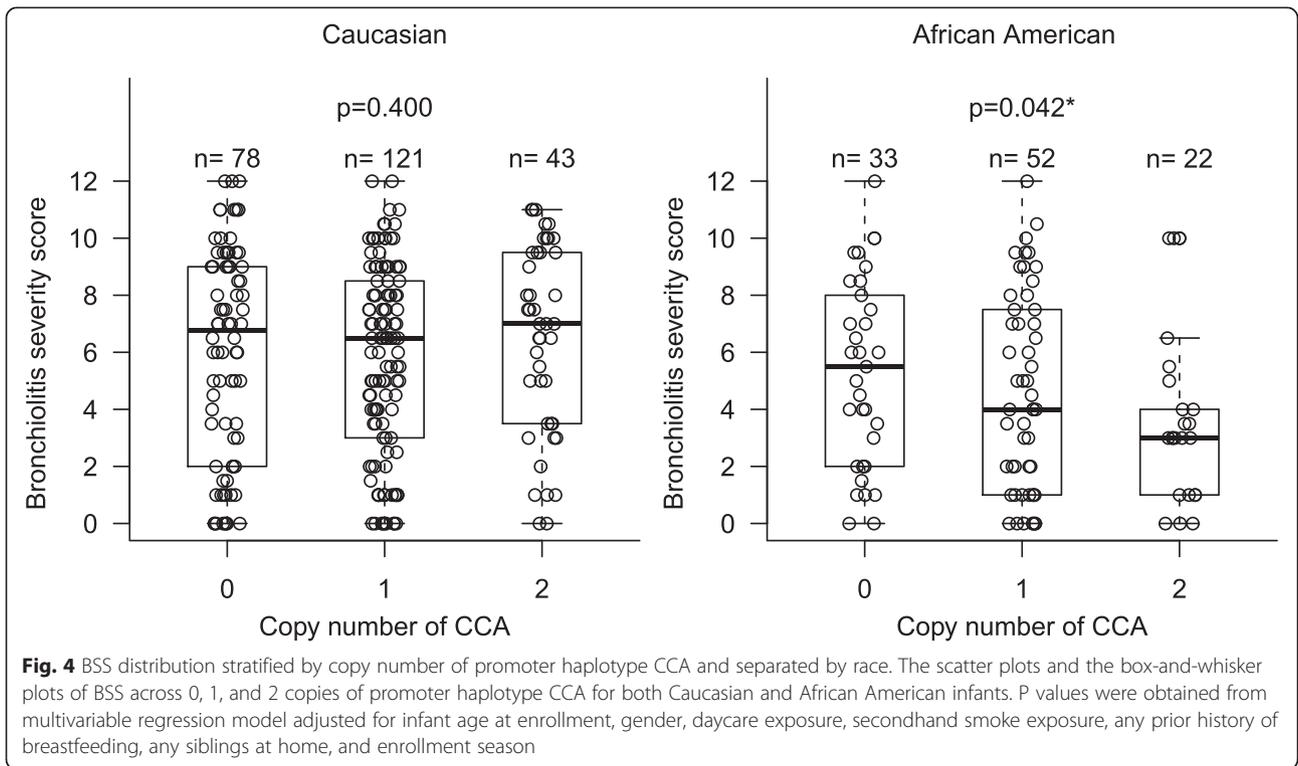 Caucasian
African American
p=0.400
p=0.042*
n= 78
n= 121
n= 43
n= 33
n= 52
n= 22
Bronchiolitis severity score
12
10
8
6
4
2
0
0
1
2
Copy number of CCA
Bronchiolitis severity score
12
10
8
6
4
2
0
0
1
2
Copy number of CCA
Fig. 4 BSS distribution stratified by copy number of promoter haplotype CCA and separated by race. The scatter plots and the box-and-whisker
plots of BSS across 0, 1, and 2 copies of promoter haplotype CCA for both Caucasian and African American infants. P values were obtained from
multivariable regression model adjusted for infant age at enrollment, gender, daycare exposure, secondhand smoke exposure, any prior history of
breastfeeding, any siblings at home, and enrollment season